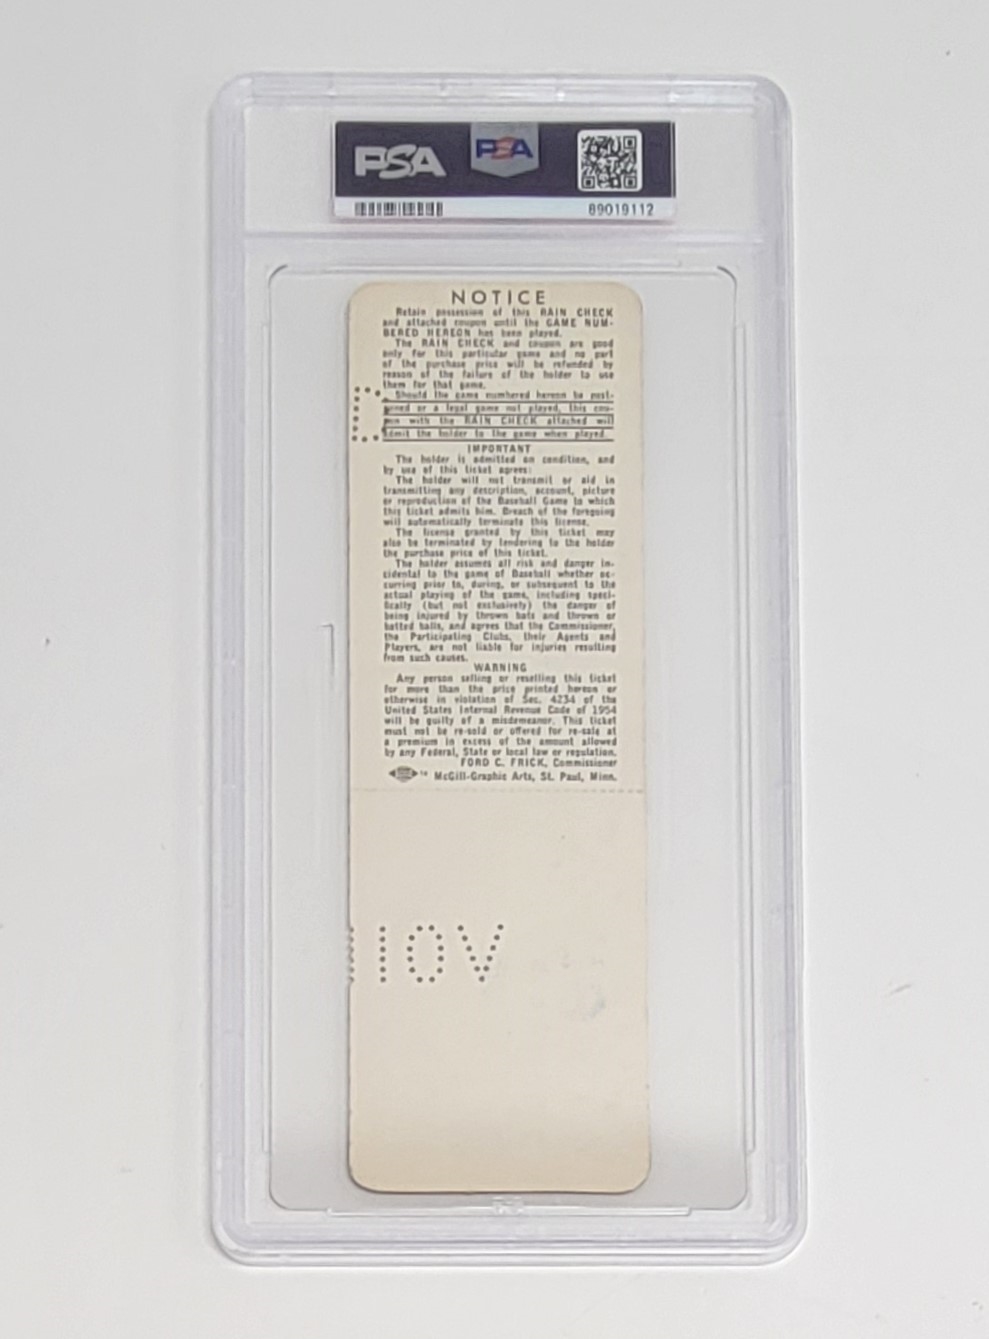 PSA PSA
89019112
NOTICE
Retain possession of this RAIN CHECK
and attached coupon until the GAME NUM-
BERED HEREON has been played.
The RAIN CHECK and coupon are good
only for this particular game and no part
of the purchase price will be refunded by
reason of the failure of the holder to use
them for that game.
Should the game numbered hereon be post-
poned or a legal game not played, this cou-
pon with the RAIN CHECK attached will
admit the holder to the game when played.
IMPORTANT
The holder is admitted on condition, and
by use of this ticket agrees:
The holder will not transmit or aid in
transmitting any description, account, picture
or reproduction of the Baseball Game to which
this ticket admits him. Breach of the foregoing
will automatically terminate this license.
The license granted by this ticket may
also be terminated by tendering to the holder
the purchase price of this ticket.
The holder assumes all risk and danger in-
cidental to the game of Baseball whether oc-
curring prior to, during, or subsequent to the
actual playing of the game, including speci-
fically (but not exclusively) the danger of
being injured by thrown bats and thrown or
batted balls, and agrees that the Commissioner,
the Participating Clubs, their Agents and
Players, are not liable for injuries resulting
from such causes.
WARNING
Any person selling or reselling this ticket
for more than the price printed hereon or
otherwise in violation of Sec. 4234 of the
United States Internal Revenue Code of 1954
will be guilty of a misdemeanor. This ticket
must not be re-sold or offered for re-sale at
a premium in excess of the amount allowed
by any Federal, State or local law or regulation.
FORD C. FRICK, Commissioner
McGill-Graphic Arts, St. Paul, Minn.
IOV